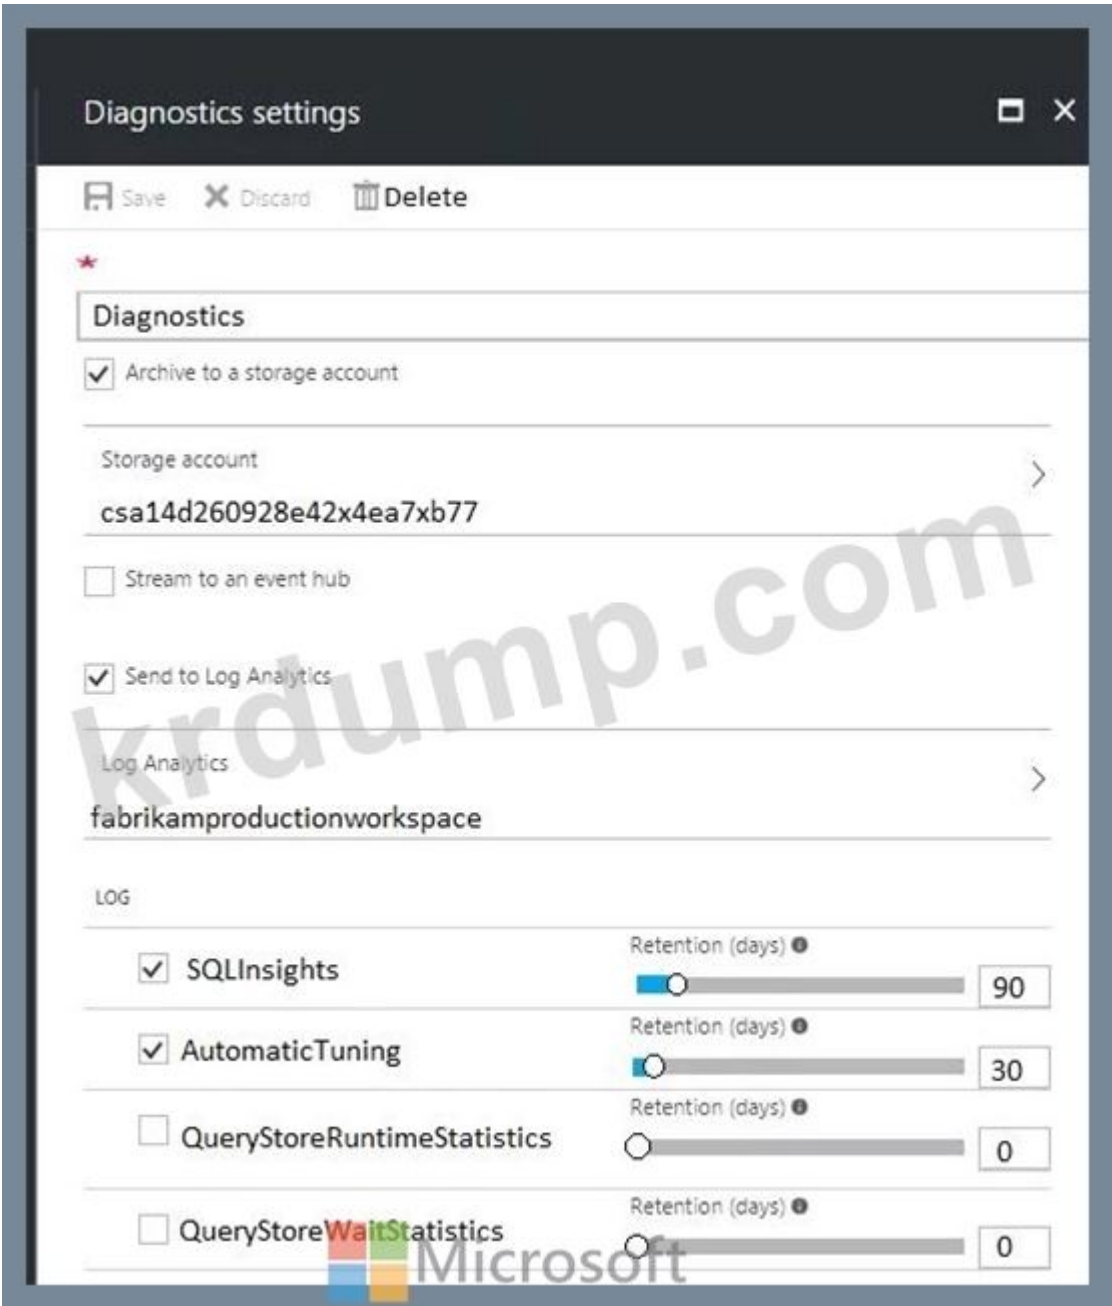 Diagnostics settings
Save Discard Delete
*
Diagnostics
Archive to a storage account
Storage account
csa14d260928e42x4ea7xb77
Stream to an event hub
Send to Log Analytics
Log Analytics
fabrikamproductionworkspace
LOG
Retention (days)
SQLInsights 90
Retention (days)
AutomaticTuning 30
Retention (days)
QueryStoreRuntimeStatistics 0
Retention (days)
QueryStoreWaitStatistics 0
krdump.com
Microsoft